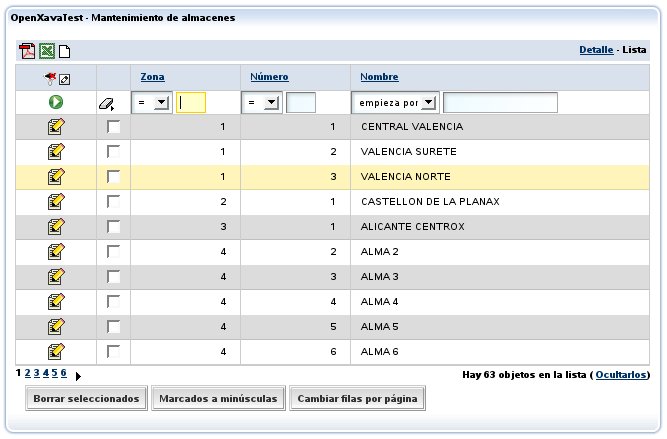 OpenXavaTest - Mantenimiento de almacenes
Detalle - Lista
Zona Número Nombre
= = empieza por
1 1 CENTRAL VALENCIA
1 2 VALENCIA SURETE
1 3 VALENCIA NORTE
2 1 CASTELLON DE LA PLANAX
3 1 ALICANTE CENTROX
4 2 ALMA 2
4 3 ALMA 3
4 4 ALMA 4
4 5 ALMA 5
4 6 ALMA 6
1 2 3 4 5 6 Hay 63 objetos en la lista ( Ocultarlos)
Borrar seleccionados Marcados a minúsculas Cambiar filas por página